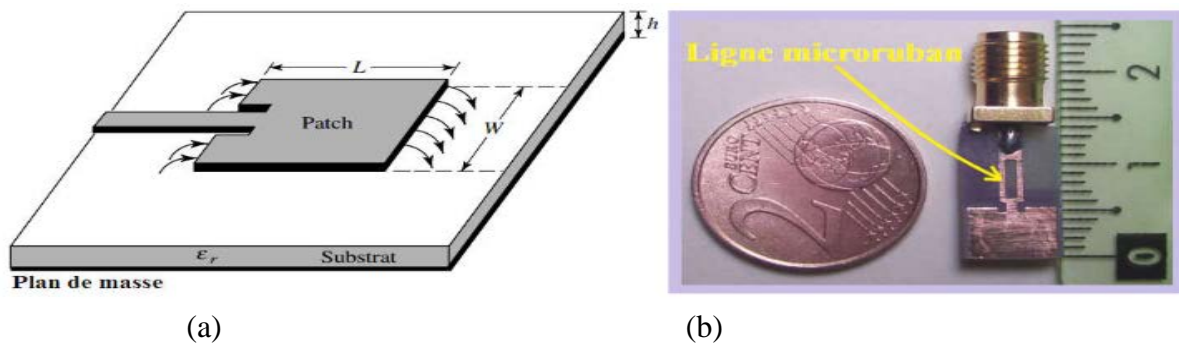 h
L
Patch
W
εr
Substrat
Plan de masse
(a)
Ligne microruban
2 EURO CENT
2
1
0
(b)